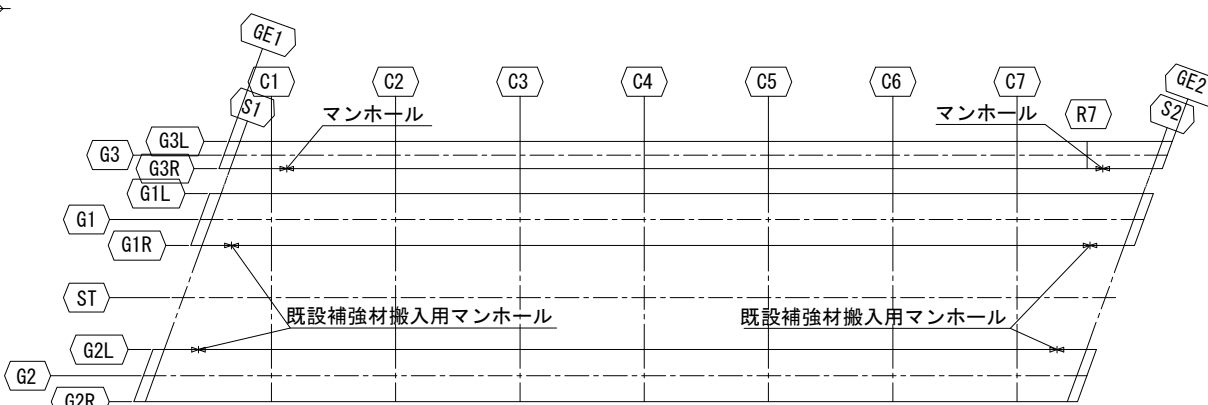 GE1
C1
C2
C3
C4
C5
C6
C7
GE2
S1
S2
マンホール
マンホール
R7
G3L
G3
G3R
G1L
G1
G1R
ST
既設補強材搬入用マンホール
既設補強材搬入用マンホール
G2L
G2
G2R